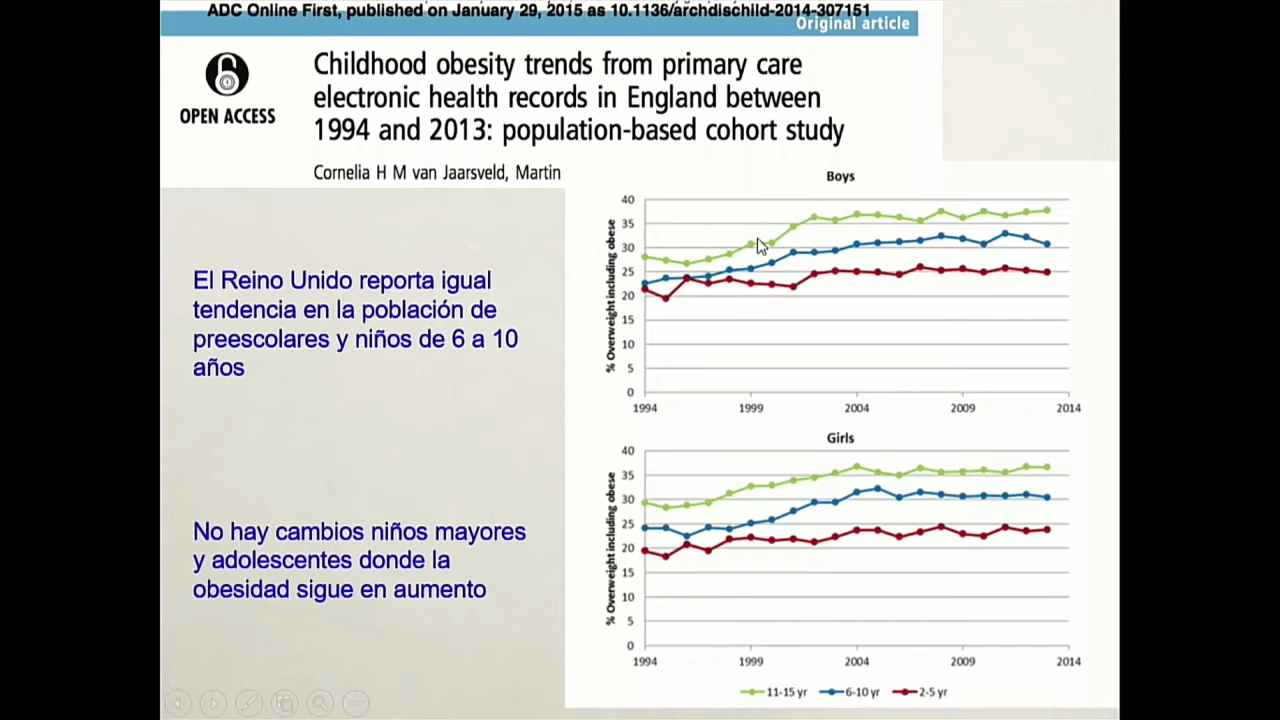 ADC Online First, published on January 29, 2015 as 10.1136/archdischild-2014-307151
Original article
OPEN ACCESS
Childhood obesity trends from primary care
electronic health records in England between
1994 and 2013: population-based cohort study
Cornelia H M van Jaarsveld, Martin
El Reino Unido reporta igual
tendencia en la población de
preescolares y niños de 6 a 10
años
No hay cambios niños mayores
y adolescentes donde la
obesidad sigue en aumento
Boys
% Overweight including obese
40
35
30
25
20
15
10
5
0
1994 1999 2004 2009 2014
Girls
% Overweight including obese
40
35
30
25
20
15
10
5
0
1994 1999 2004 2009 2014
11-15 yr 6-10 yr 2-5 yr